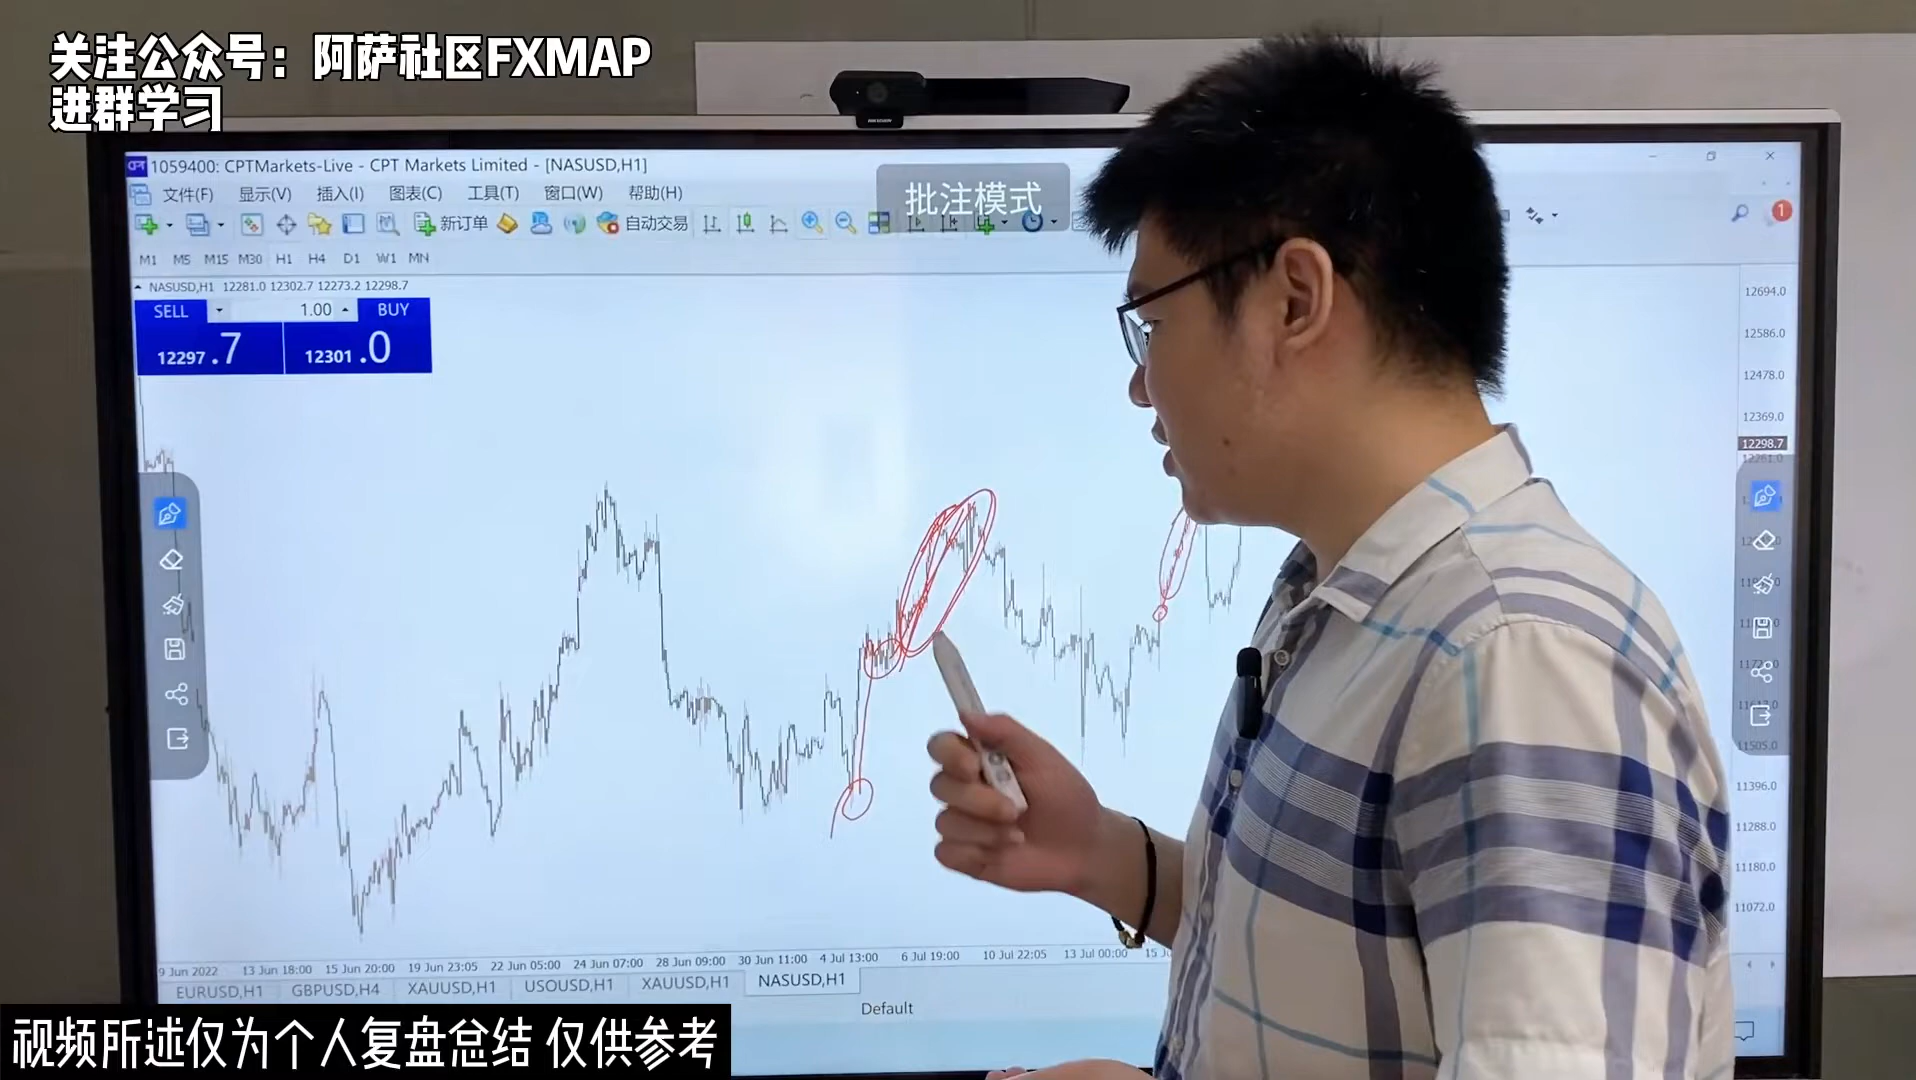 关注公众号：阿萨社区FXMAP
进群学习
1059400: CPTMarkets-Live - CPT Markets Limited - [NASUSD,H1]
批注模式
文件(F) 显示(V) 插入(I) 图表(C) 工具(T) 窗口(W) 帮助(H)
新订单 自动交易
1
M1 M5 M15 M30 H1 H4 D1 W1 MN
NASUSD,H1 12281.0 12302.7 12273.2 12298.7
SELL 1.00 BUY
12297.7 12301.0
12694.0
12586.0
12478.0
12369.0
12298.7
12261.0
11505.0
11396.0
11288.0
11180.0
11072.0
9 Jun 2022 13 Jun 18:00 15 Jun 20:00 19 Jun 23:05 22 Jun 05:00 24 Jun 07:00 28 Jun 09:00 30 Jun 11:00 4 Jul 13:00 6 Jul 19:00 10 Jul 22:05 13 Jul 00:00
EURUSD,H1 GBPUSD,H4 XAUUSD,H1 USOUSD,H1 XAUUSD,H1 NASUSD,H1
Default
视频所述仅为个人复盘总结 仅供参考